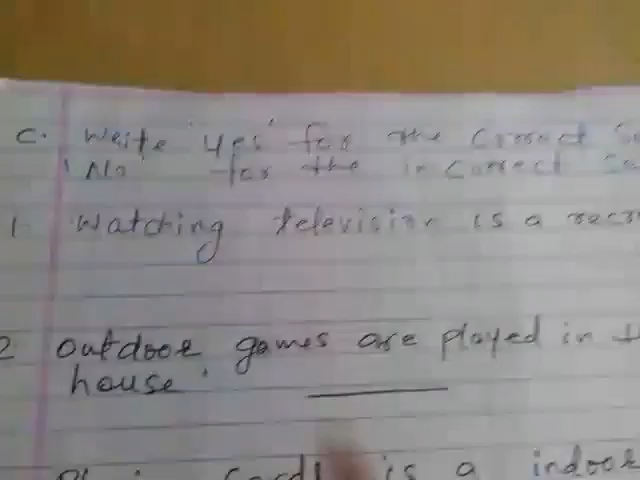 C. Write 'Yes' for the Correct
'No' for the incorrect
1 Watching television is a
2 Outdoor games are played in
house.
is a indoor